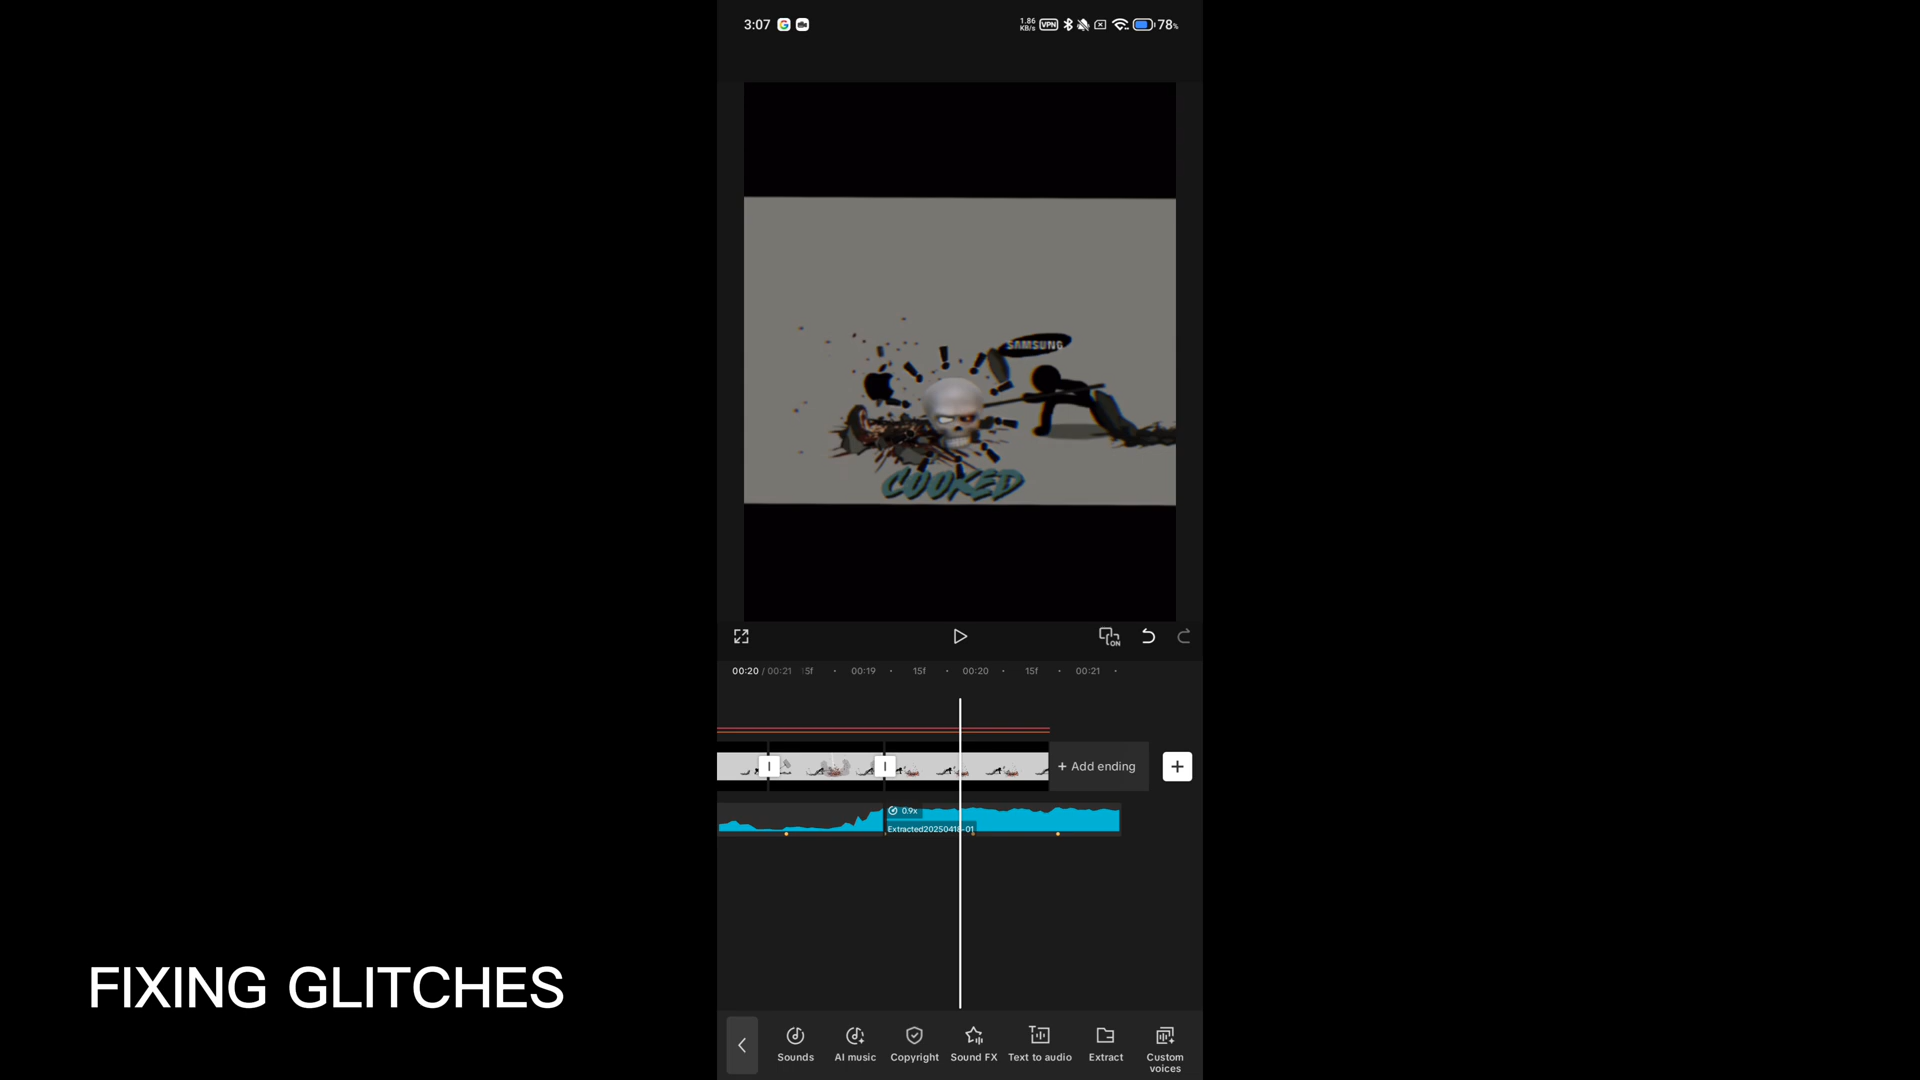 3:07
1.86
KB/s
VPN
78%
SAMSUNG
COOKED
00:20 / 00:21
5f
00:19
15f
00:20
15f
00:21
+ Add ending
0.9x
Extracted20250418-01
FIXING GLITCHES
Sounds
AI music
Copyright
Sound FX
Text to audio
Extract
Custom
voices
ON